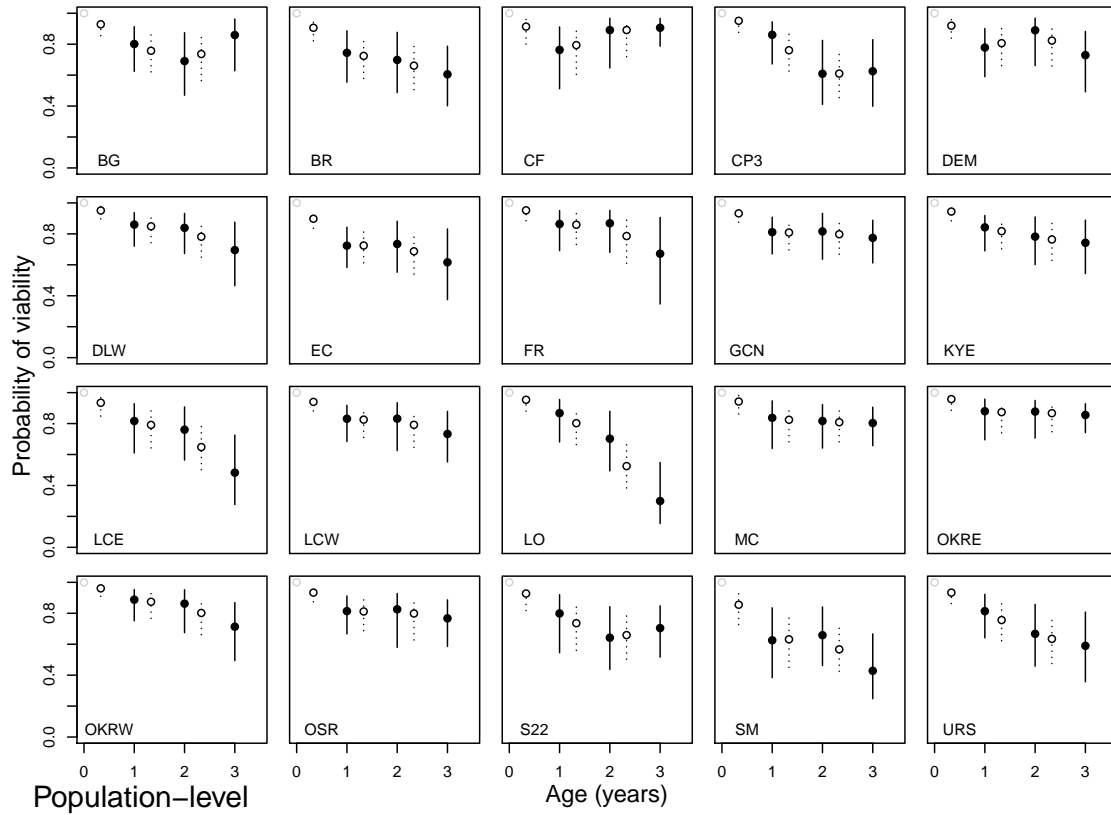 0.0 0.4 0.8
BG
BR
CF
CP3
DEM
0.0 0.4 0.8
DLW
EC
FR
GCN
KYE
Probability of viability
0.0 0.4 0.8
LCE
LCW
LO
MC
OKRE
0.0 0.4 0.8
OKRW
OSR
S22
SM
URS
0 1 2 3
0 1 2 3
0 1 2 3
0 1 2 3
0 1 2 3
Population−level
Age (years)